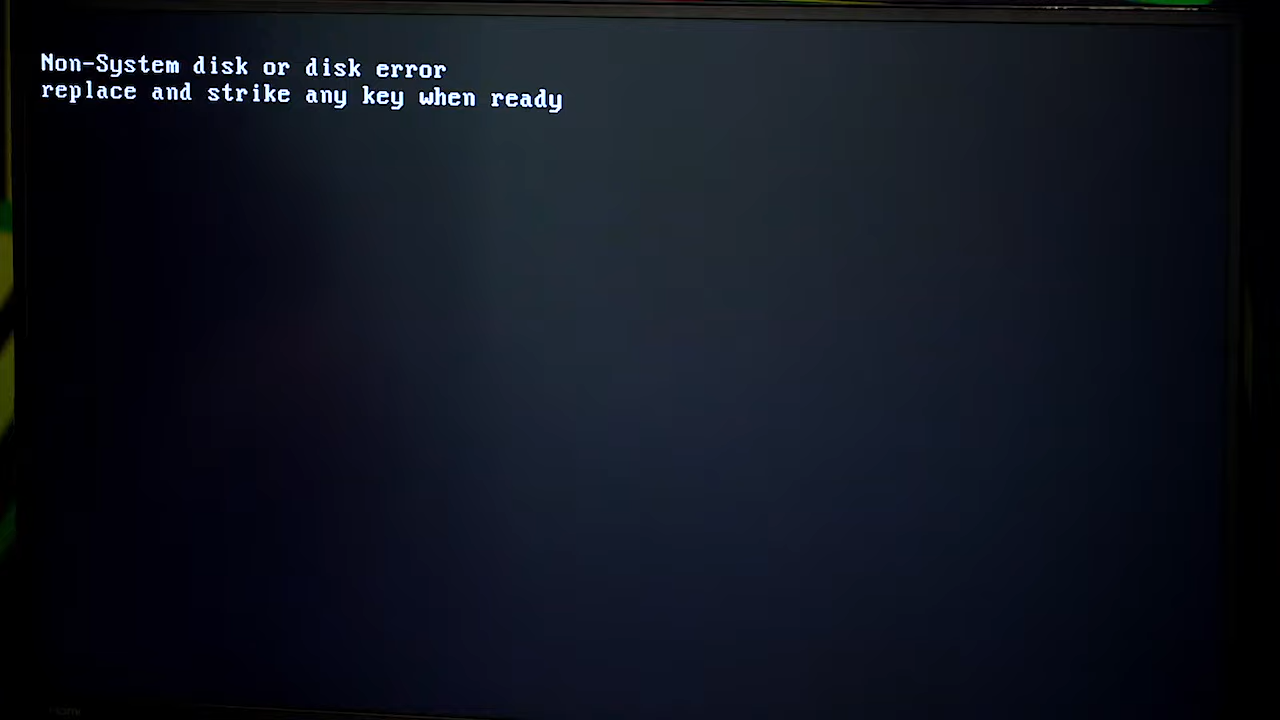 Non-System disk or disk error
replace and strike any key when ready